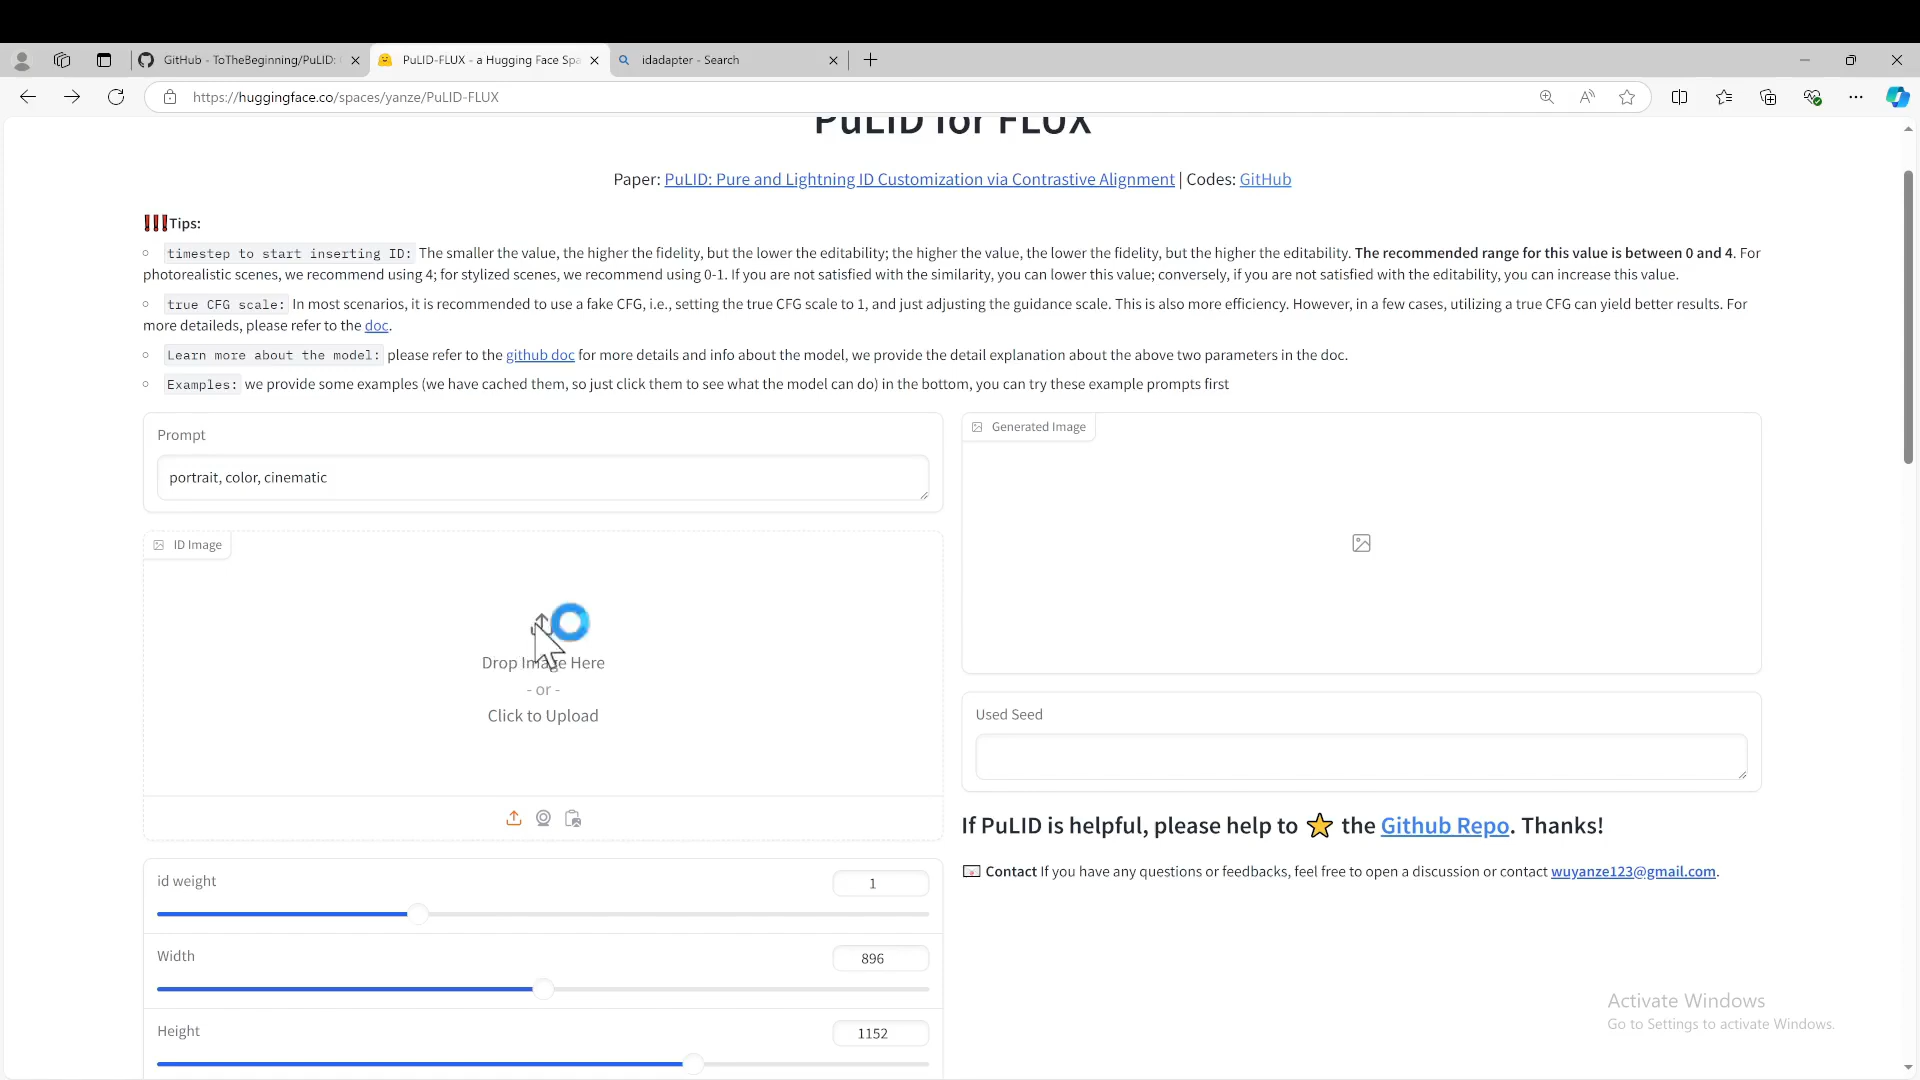 GitHub - ToTheBeginning/PuLID:
PuLID-FLUX - a Hugging Face Spa
idadapter - Search
https://huggingface.co/spaces/yanze/PuLID-FLUX
PuLID for FLUX
Paper: PuLID: Pure and Lightning ID Customization via Contrastive Alignment | Codes: GitHub
❗❗❗Tips:
timestep to start inserting ID: The smaller the value, the higher the fidelity, but the lower the editability; the higher the value, the lower the fidelity, but the higher the editability. The recommended range for this value is between 0 and 4. For
photorealistic scenes, we recommend using 4; for stylized scenes, we recommend using 0-1. If you are not satisfied with the similarity, you can lower this value; conversely, if you are not satisfied with the editability, you can increase this value.
true CFG scale: In most scenarios, it is recommended to use a fake CFG, i.e., setting the true CFG scale to 1, and just adjusting the guidance scale. This is also more efficiency. However, in a few cases, utilizing a true CFG can yield better results. For
more detaileds, please refer to the doc.
Learn more about the model: please refer to the github doc for more details and info about the model, we provide the detail explanation about the above two parameters in the doc.
Examples: we provide some examples (we have cached them, so just click them to see what the model can do) in the bottom, you can try these example prompts first
Prompt
portrait, color, cinematic
ID Image
Drop Image Here
- or -
Click to Upload
id weight
1
Width
896
Height
1152
Generated Image
Used Seed
If PuLID is helpful, please help to ⭐ the Github Repo. Thanks!
Contact If you have any questions or feedbacks, feel free to open a discussion or contact wuyanze123@gmail.com.
Activate Windows
Go to Settings to activate Windows.